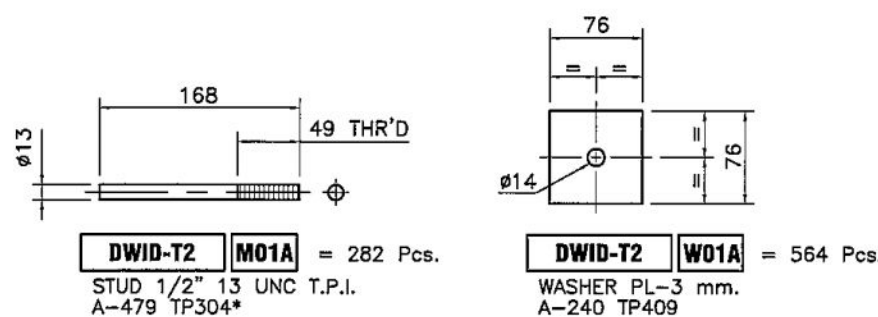 168
49 THR'D
ø13
DWID-T2 M01A = 282 Pcs.
STUD 1/2" 13 UNC T.P.I.
A-479 TP304*
76
= =
=
76
=
ø14
DWID-T2 W01A = 564 Pcs
WASHER PL-3 mm.
A-240 TP409